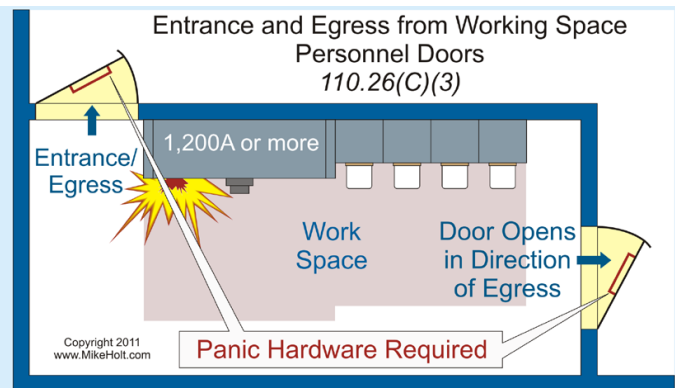 Entrance and Egress from Working Space
Personnel Doors
110.26(C)(3)
1,200A or more
Entrance/
Egress
Work
Space
Door Opens
in Direction
of Egress
Copyright 2011
www.MikeHolt.com
Panic Hardware Required